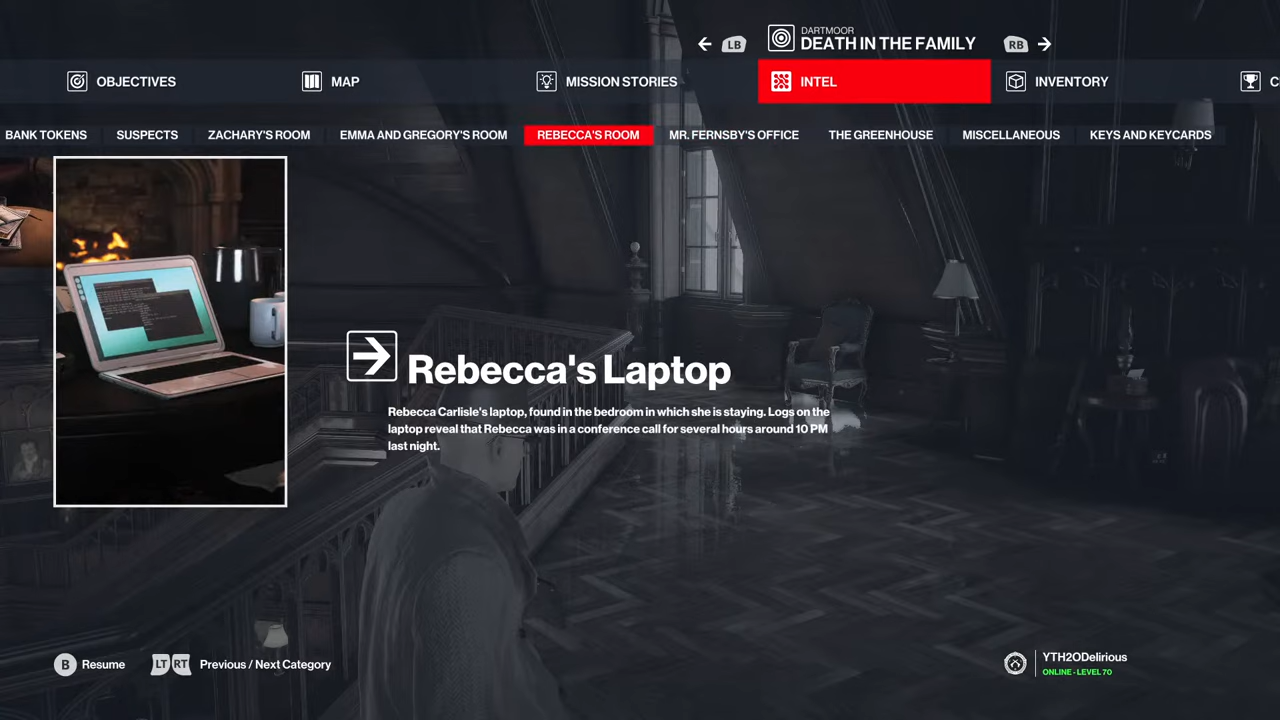 LB
DARTMOOR
DEATH IN THE FAMILY
RB
OBJECTIVES
MAP
MISSION STORIES
INTEL
INVENTORY
C
BANK TOKENS
SUSPECTS
ZACHARY'S ROOM
EMMA AND GREGORY'S ROOM
REBECCA'S ROOM
MR. FERNSBY'S OFFICE
THE GREENHOUSE
MISCELLANEOUS
KEYS AND KEYCARDS
Rebecca's Laptop
Rebecca Carlisle's laptop, found in the bedroom in which she is staying. Logs on the
laptop reveal that Rebecca was in a conference call for several hours around 10 PM
last night.
B Resume
LT RT Previous / Next Category
YTH2ODelirious
ONLINE - LEVEL 70